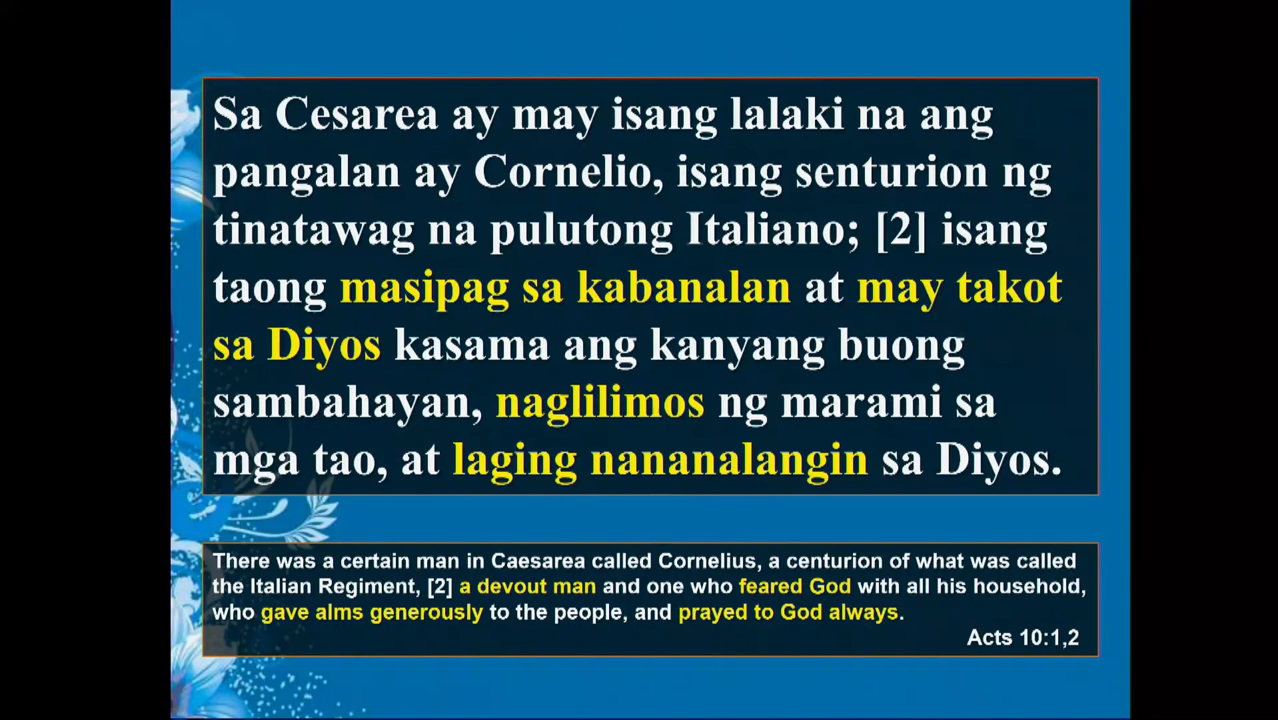 Sa Cesarea ay may isang lalaki na ang
pangalan ay Cornelio, isang senturion ng
tinatawag na pulutong Italiano; [2] isang
taong masipag sa kabanalan at may takot
sa Diyos kasama ang kanyang buong
sambahayan, naglilimos ng marami sa
mga tao, at laging nananalangin sa Diyos.
There was a certain man in Caesarea called Cornelius, a centurion of what was called
the Italian Regiment, [2] a devout man and one who feared God with all his household,
who gave alms generously to the people, and prayed to God always.
Acts 10:1,2